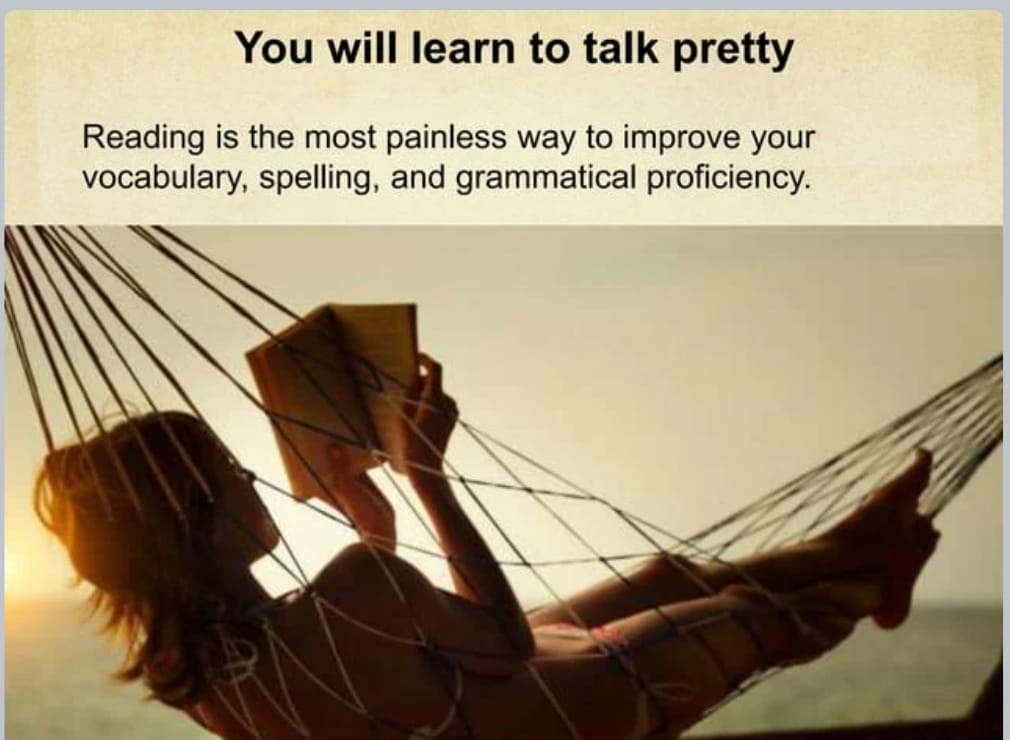 You will learn to talk pretty
Reading is the most painless way to improve your
vocabulary, spelling, and grammatical proficiency.